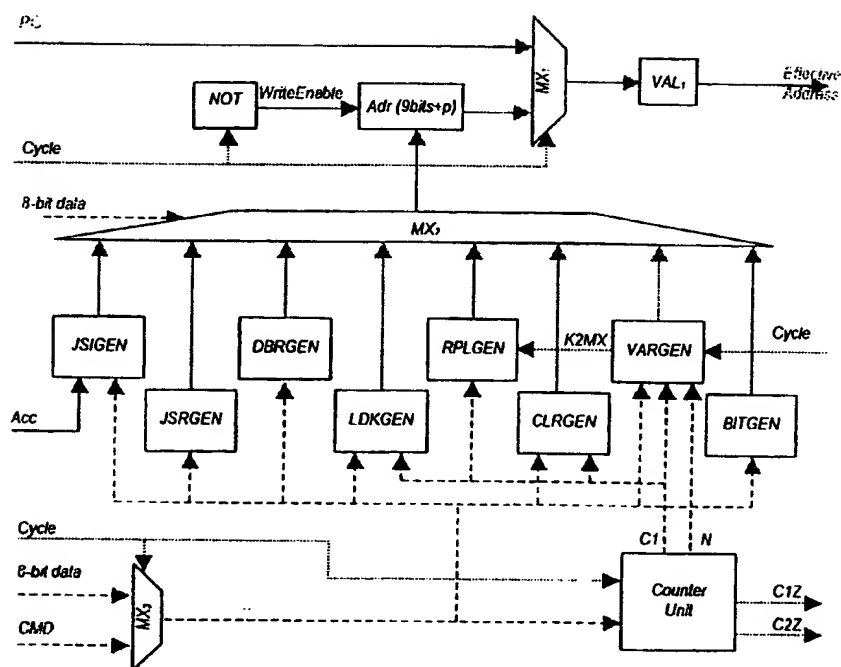 PC
NOT
WriteEnable
Adr (9bits+p)
MX₁
VAL₁
Effective
Address
Cycle
8-bit data
MX₂
JSIGEN
DBRGEN
RPLGEN
K2MX
VARGEN
Cycle
Acc
JSRGEN
LDKGEN
CLRGEN
BITGEN
Cycle
C1
N
8-bit data
MX₃
Counter
Unit
C1Z
CMD
C2Z